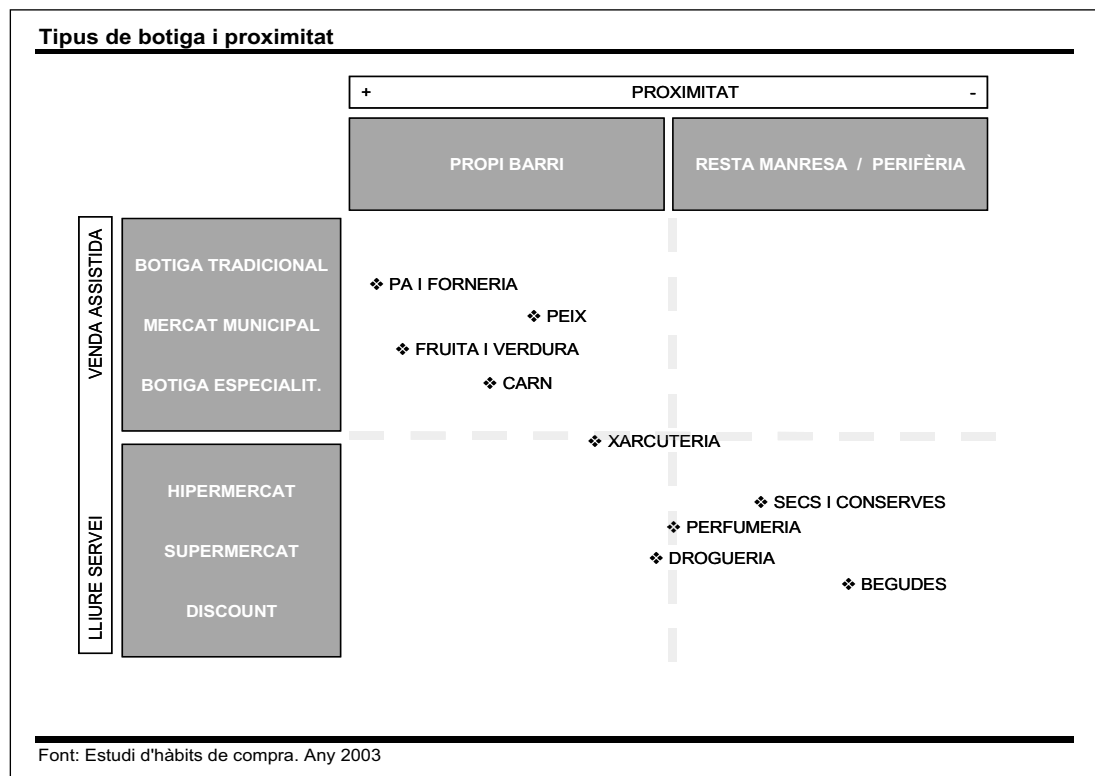 Tipus de botiga i proximitat
+ PROXIMITAT -
PROPI BARRI
RESTA MANRESA / PERIFÈRIA
VENDA ASSISTIDA
BOTIGA TRADICIONAL
MERCAT MUNICIPAL
BOTIGA ESPECIALIT.
❖ PA I FORNERIA
❖ PEIX
❖ FRUITA I VERDURA
❖ CARN
❖ XARCUTERIA
LLIURE SERVEI
HIPERMERCAT
SUPERMERCAT
DISCOUNT
❖ SECS I CONSERVES
❖ PERFUMERIA
❖ DROGUERIA
❖ BEGUDES
Font: Estudi d'hàbits de compra. Any 2003